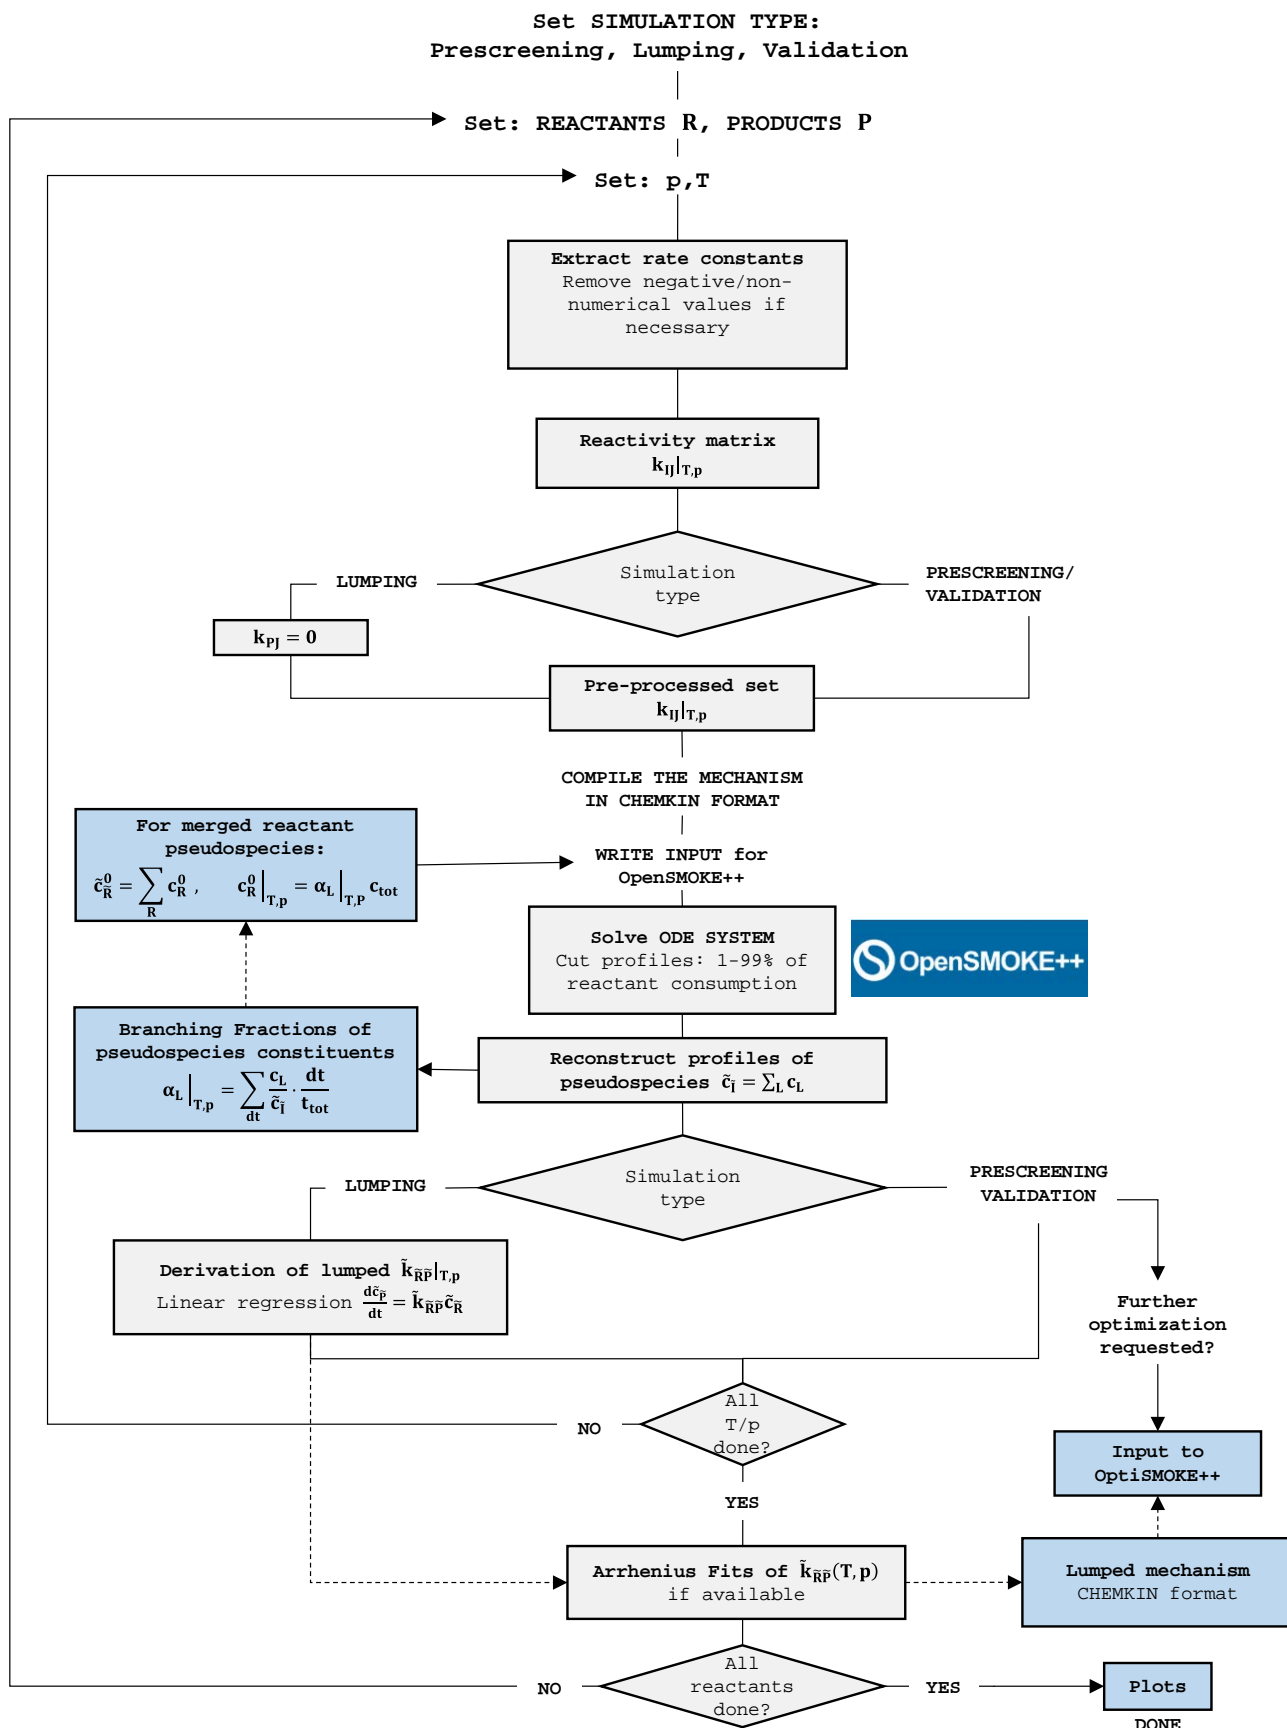 Set SIMULATION TYPE:
Prescreening, Lumping, Validation
Set: REACTANTS R, PRODUCTS P
Set: p,T
Extract rate constants
Remove negative/non-
numerical values if
necessary
Reactivity matrix
k_IJ|_T,p
Simulation
type
LUMPING
PRESCREENING/
VALIDATION
k_PJ = 0
Pre-processed set
k_IJ|_T,p
COMPILE THE MECHANISM
IN CHEMKIN FORMAT
For merged reactant
pseudospecies:
c̃⁰_R̃ = ∑_R c⁰_R , c⁰_R|_T,p = α_L|_T,P c_tot
WRITE INPUT for
OpenSMOKE++
Solve ODE SYSTEM
Cut profiles: 1-99% of
reactant consumption
OpenSMOKE++
Branching Fractions of
pseudospecies constituents
α_L|_T,p = ∑_dt c_L/c̃_Ĩ · dt/t_tot
Reconstruct profiles of
pseudospecies c̃_Ĩ = ∑_L c_L
Simulation
type
LUMPING
PRESCREENING
VALIDATION
Derivation of lumped k̃_R̃P̃|_T,p
Linear regression dc̃_P̃/dt = k̃_R̃P̃ c̃_R̃
Further
optimization
requested?
All
T/p
done?
NO
YES
Input to
OptiSMOKE++
Arrhenius Fits of k̃_R̃P̃(T, p)
if available
Lumped mechanism
CHEMKIN format
All
reactants
done?
NO
YES
Plots
DONE